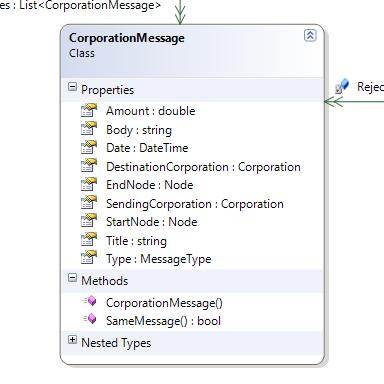 es : List<CorporationMessage>
CorporationMessage
Class
Rejec
Properties
Amount : double
Body : string
Date : DateTime
DestinationCorporation : Corporation
EndNode : Node
SendingCorporation : Corporation
StartNode : Node
Title : string
Type : MessageType
Methods
CorporationMessage()
SameMessage() : bool
Nested Types